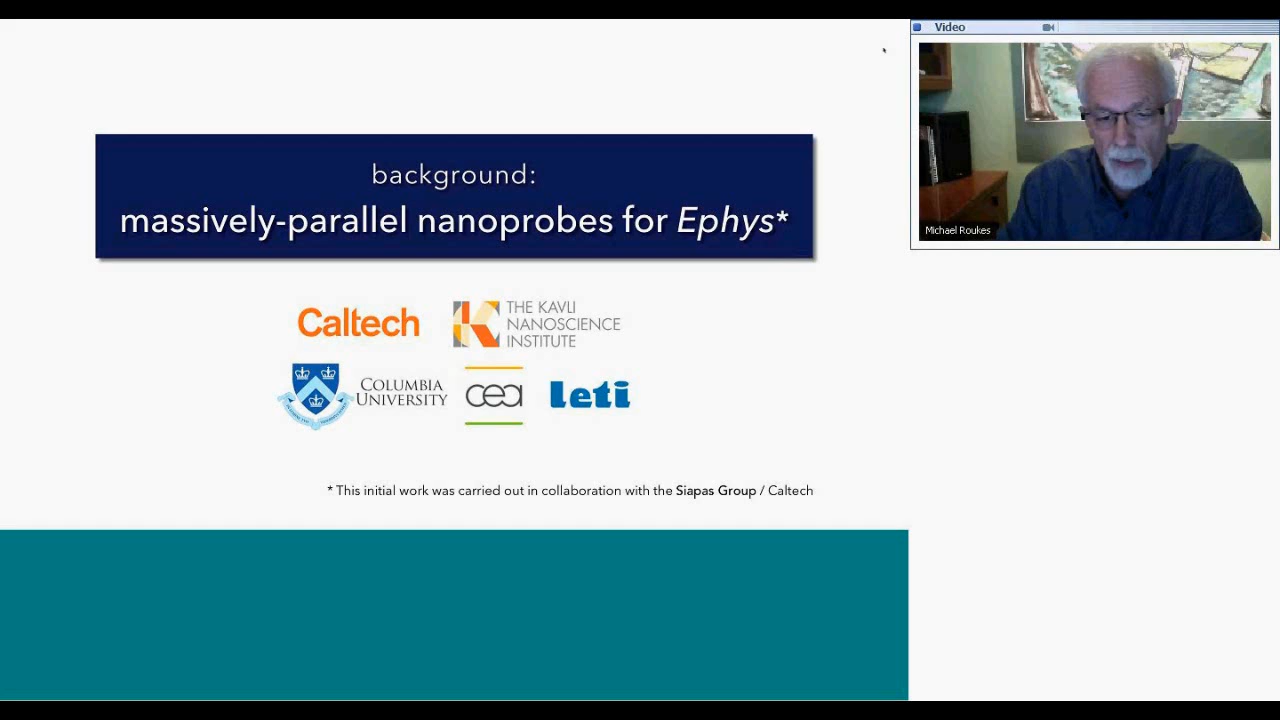 Video
background:
massively-parallel nanoprobes for Ephys*
Michael Roukes
Caltech
THE KAVLI
NANOSCIENCE
INSTITUTE
COLUMBIA
UNIVERSITY
cea
leti
* This initial work was carried out in collaboration with the Siapas Group / Caltech